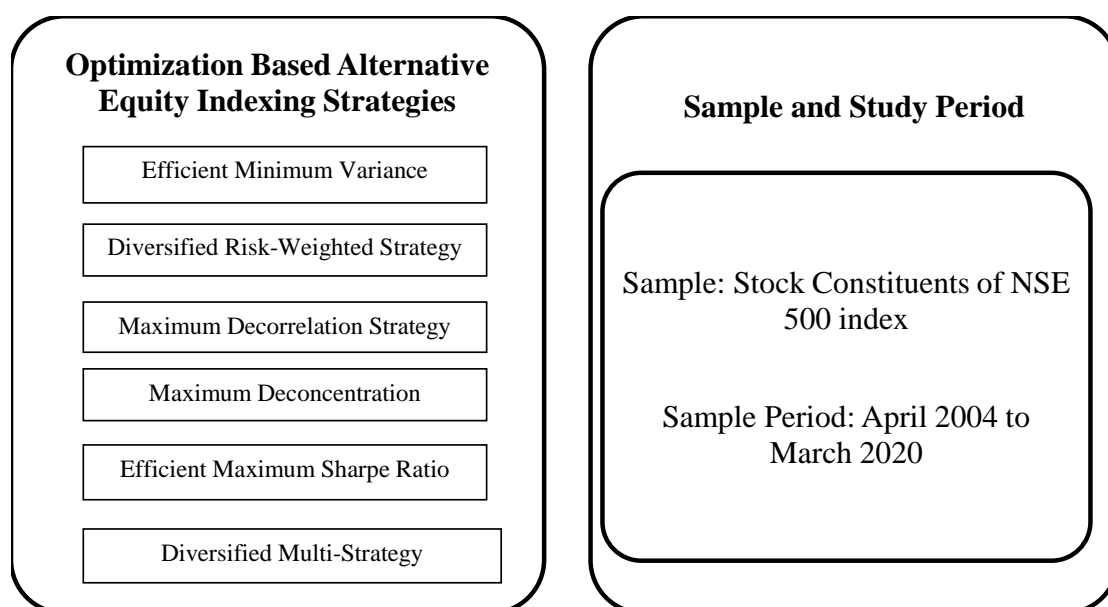 Optimization Based Alternative
Equity Indexing Strategies
Efficient Minimum Variance
Diversified Risk-Weighted Strategy
Maximum Decorrelation Strategy
Maximum Deconcentration
Efficient Maximum Sharpe Ratio
Diversified Multi-Strategy
Sample and Study Period
Sample: Stock Constituents of NSE
500 index
Sample Period: April 2004 to
March 2020